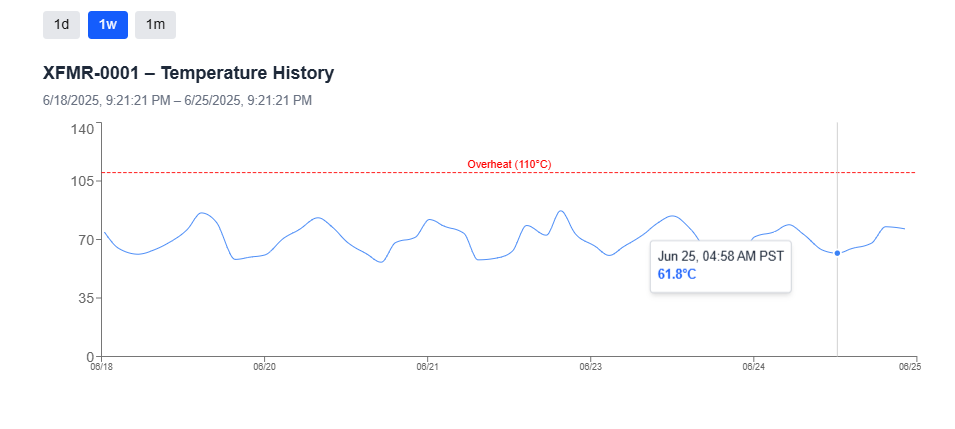 1d 1w 1m
XFMR-0001 – Temperature History
6/18/2025, 9:21:21 PM – 6/25/2025, 9:21:21 PM
140
Overheat (110°C)
105
70
Jun 25, 04:58 AM PST
61.8°C
35
0
06/18 06/20 06/21 06/23 06/24 06/25